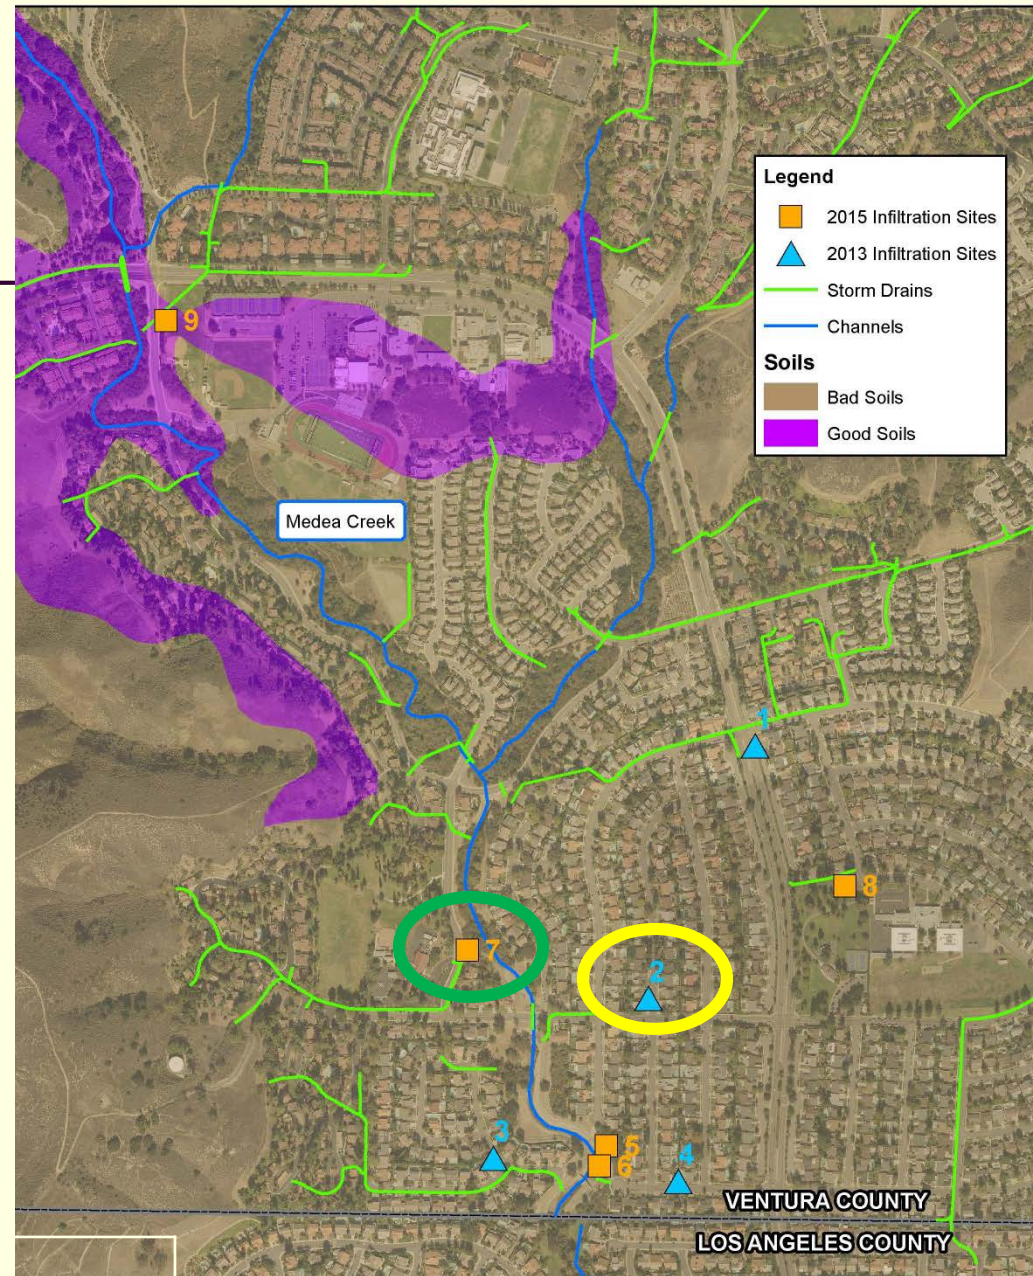 Legend
2015 Infiltration Sites
2013 Infiltration Sites
Storm Drains
Channels
Soils
Bad Soils
Good Soils
9
Medea Creek
1
8
7
2
3
5
6
4
VENTURA COUNTY
LOS ANGELES COUNTY